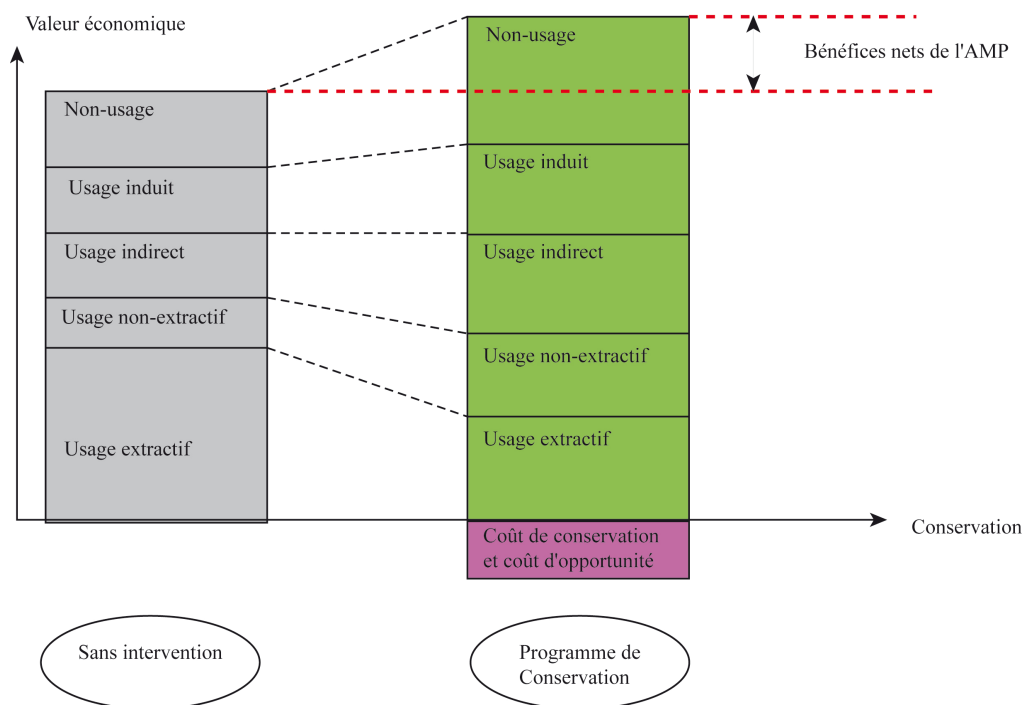 Valeur économique
Non-usage
Usage induit
Usage indirect
Usage non-extractif
Usage extractif
Non-usage
Usage induit
Usage indirect
Usage non-extractif
Usage extractif
Coût de conservation
et coût d'opportunité
Bénéfices nets de l'AMP
Conservation
Sans intervention
Programme de
Conservation